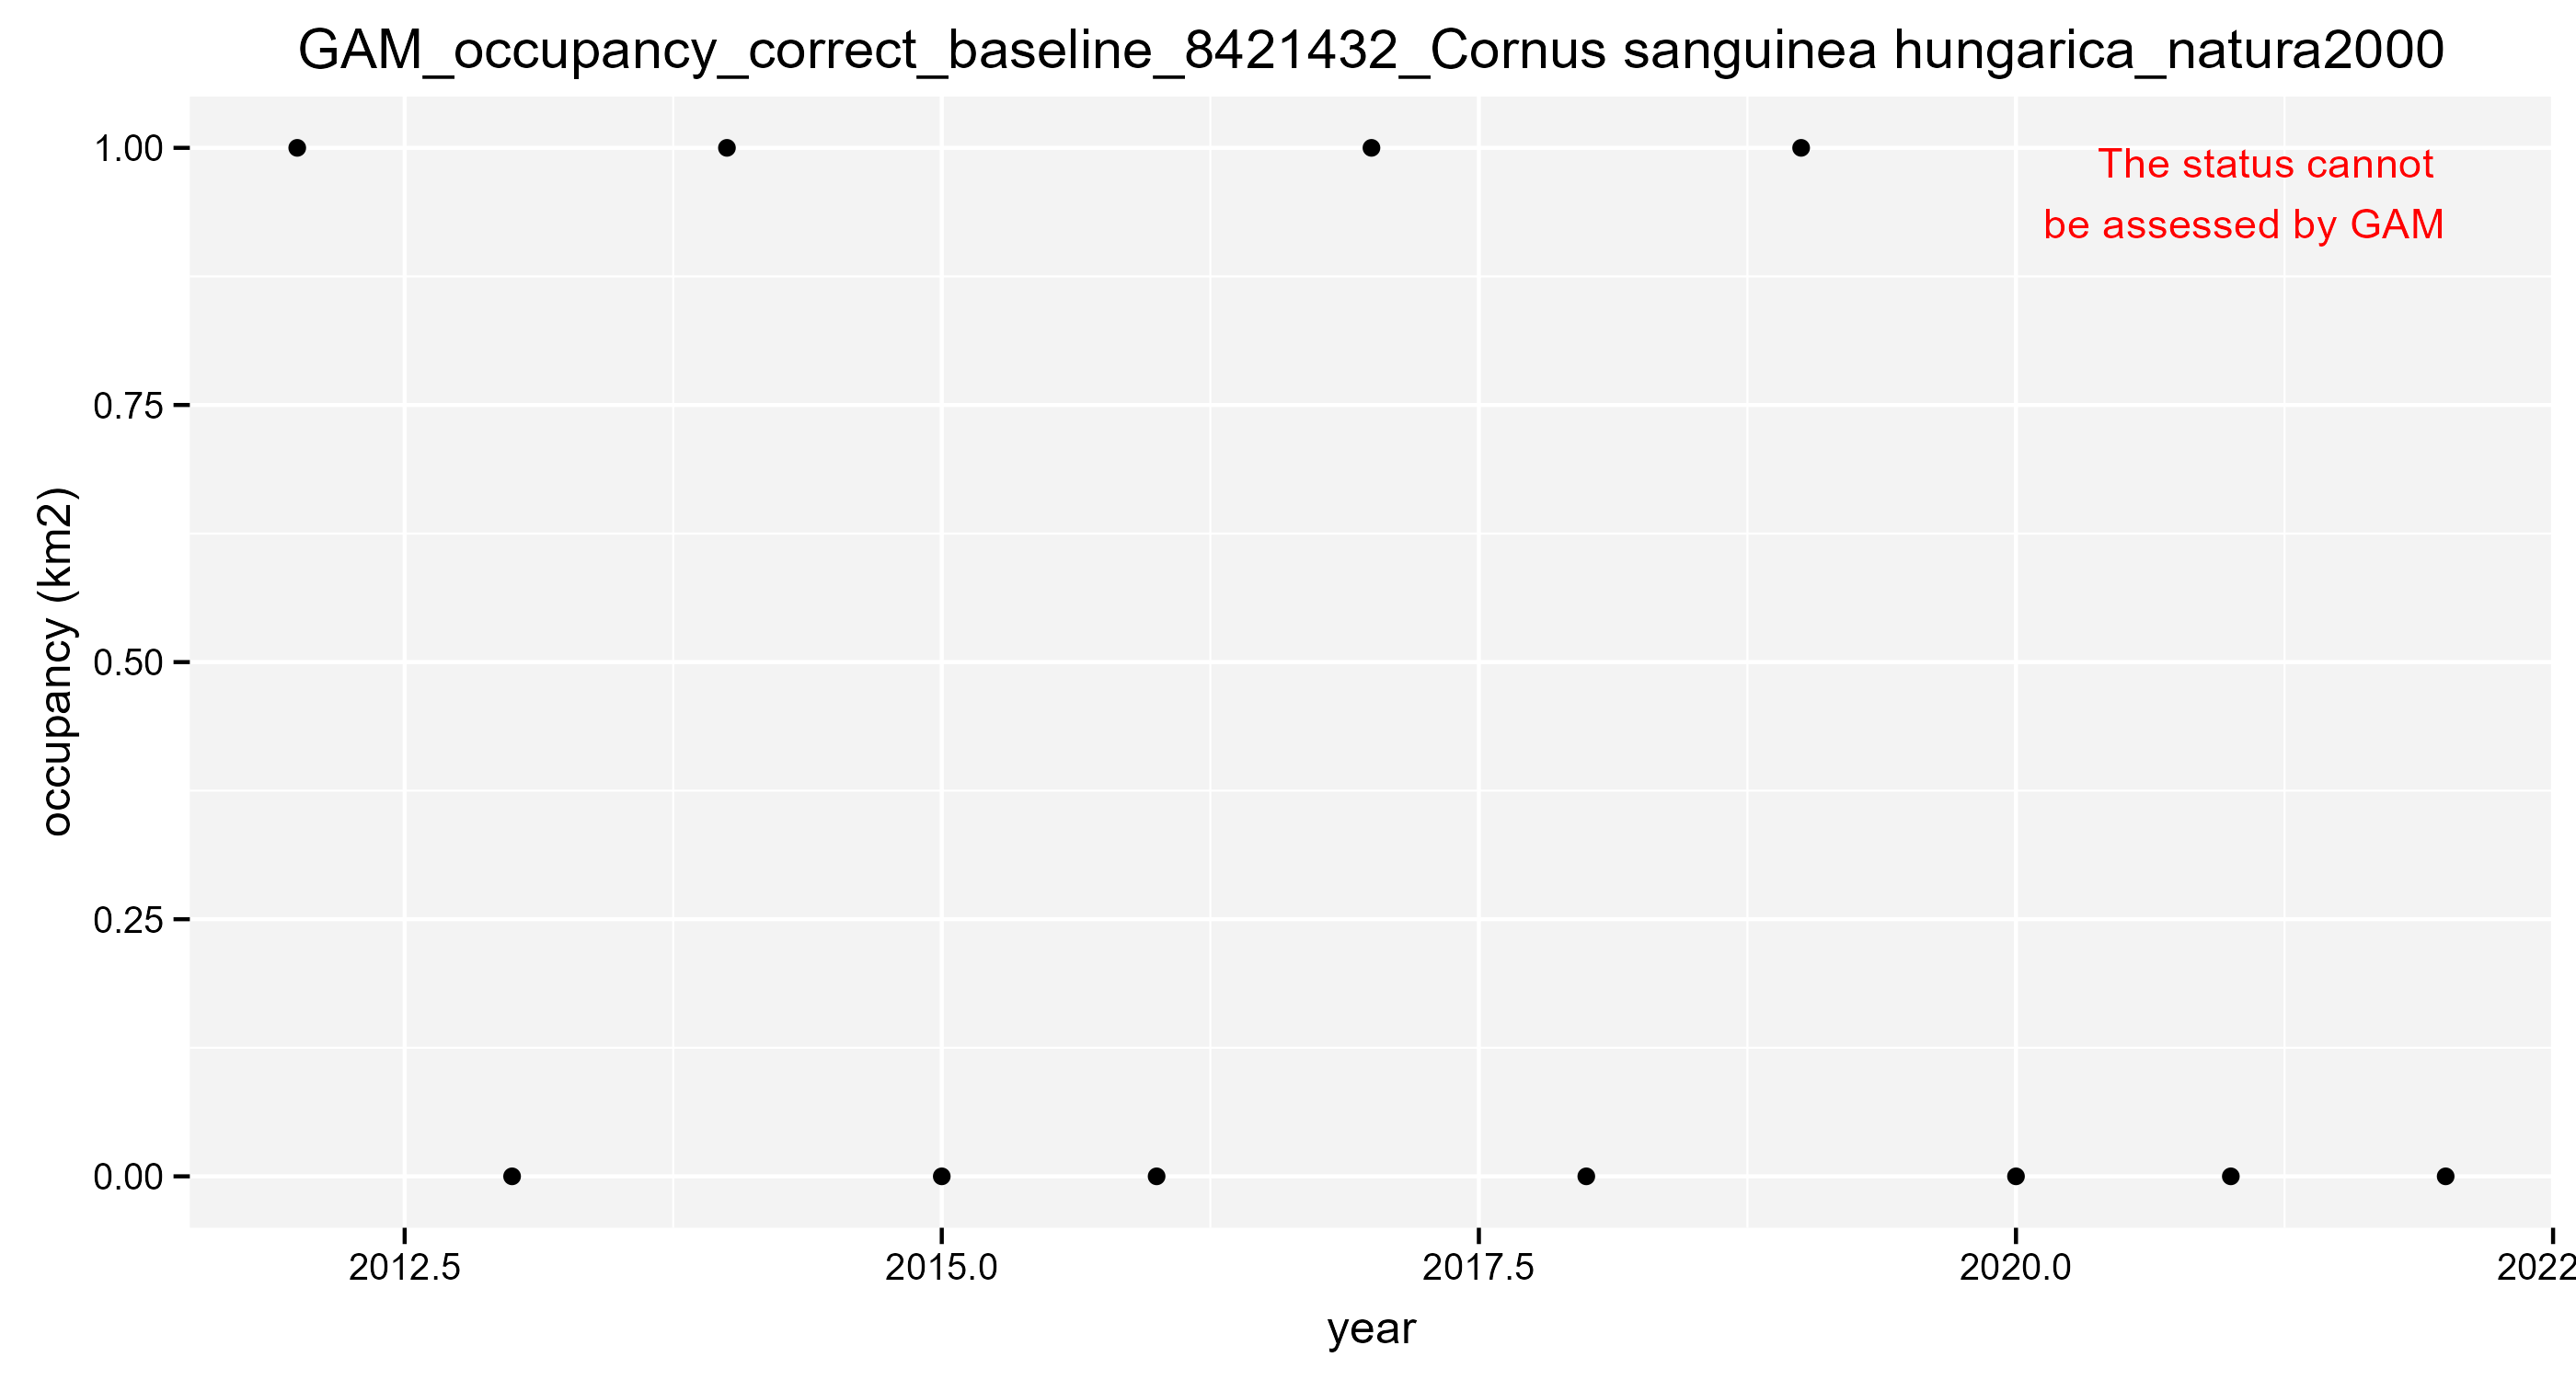 GAM_occupancy_correct_baseline_8421432_Cornus sanguinea hungarica_natura2000
1.00
The status cannot
be assessed by GAM
0.75
occupancy (km2)
0.50
0.25
0.00
2012.5
2015.0
2017.5
2020.0
2022
year